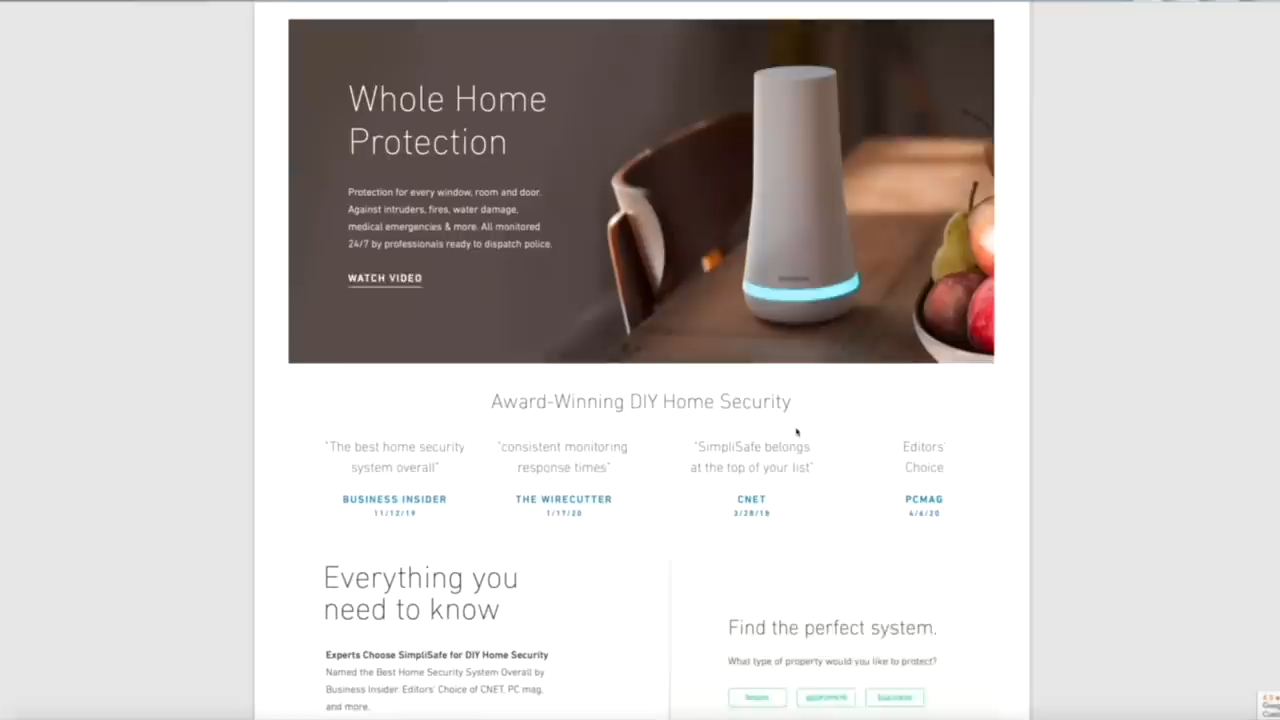 Whole Home
Protection
Protection for every window, room and door.
Against intruders, fires, water damage,
medical emergencies & more. All monitored
24/7 by professionals ready to dispatch police.
WATCH VIDEO
Award-Winning DIY Home Security
"The best home security
system overall"
BUSINESS INSIDER
11/12/19
"consistent monitoring
response times"
THE WIRECUTTER
1/17/20
"SimpliSafe belongs
at the top of your list"
CNET
3/28/18
Editors'
Choice
PCMAG
4/6/20
Everything you
need to know
Experts Choose SimpliSafe for DIY Home Security
Named the Best Home Security System Overall by
Business Insider. Editors' Choice of CNET, PC mag,
and more.
Find the perfect system.
What type of property would you like to protect?